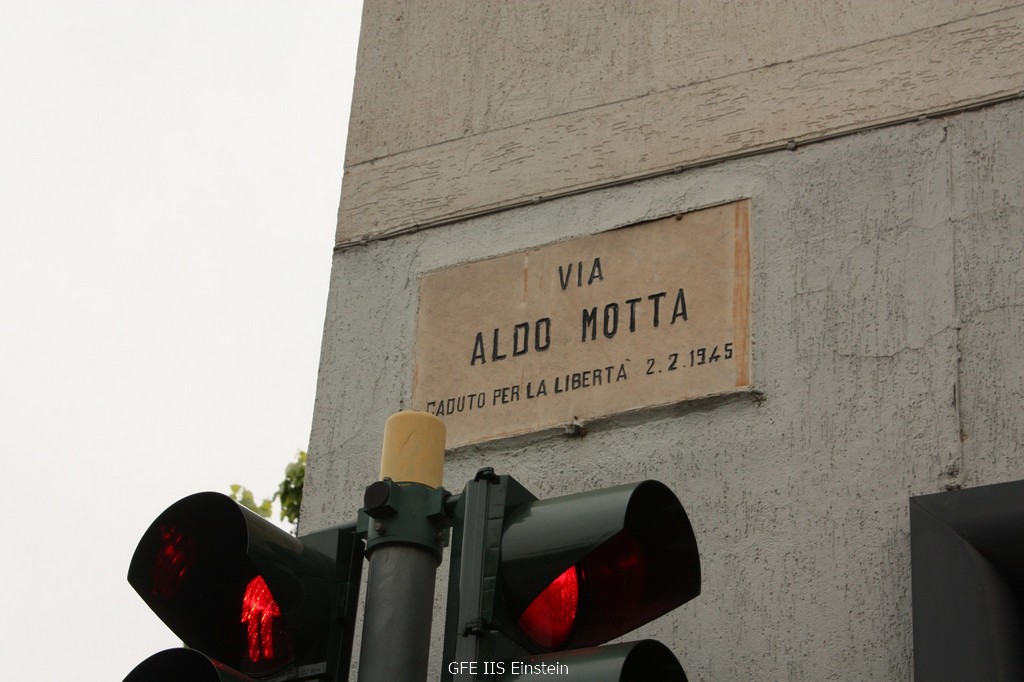 VIA
ALDO MOTTA
CADUTO PER LA LIBERTÀ 2.2.1945
GFE IIS Einstein